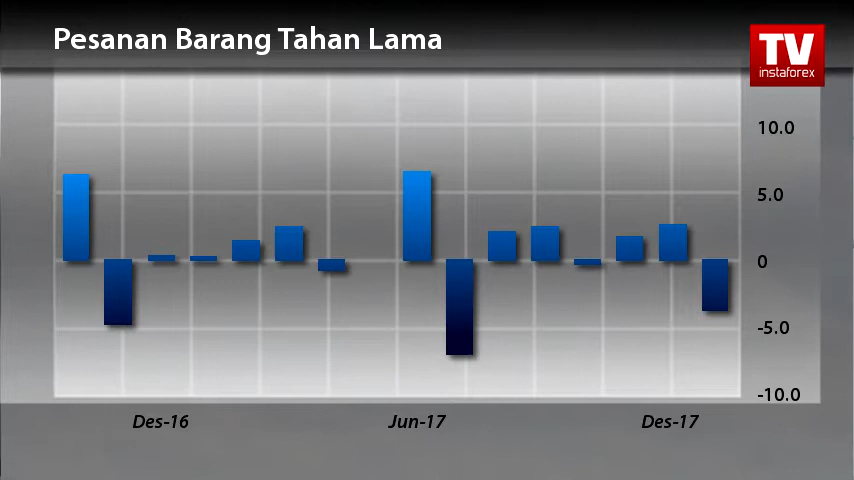 Pesanan Barang Tahan Lama
TV
instaforex
10.0
5.0
0
-5.0
-10.0
Des-16
Jun-17
Des-17